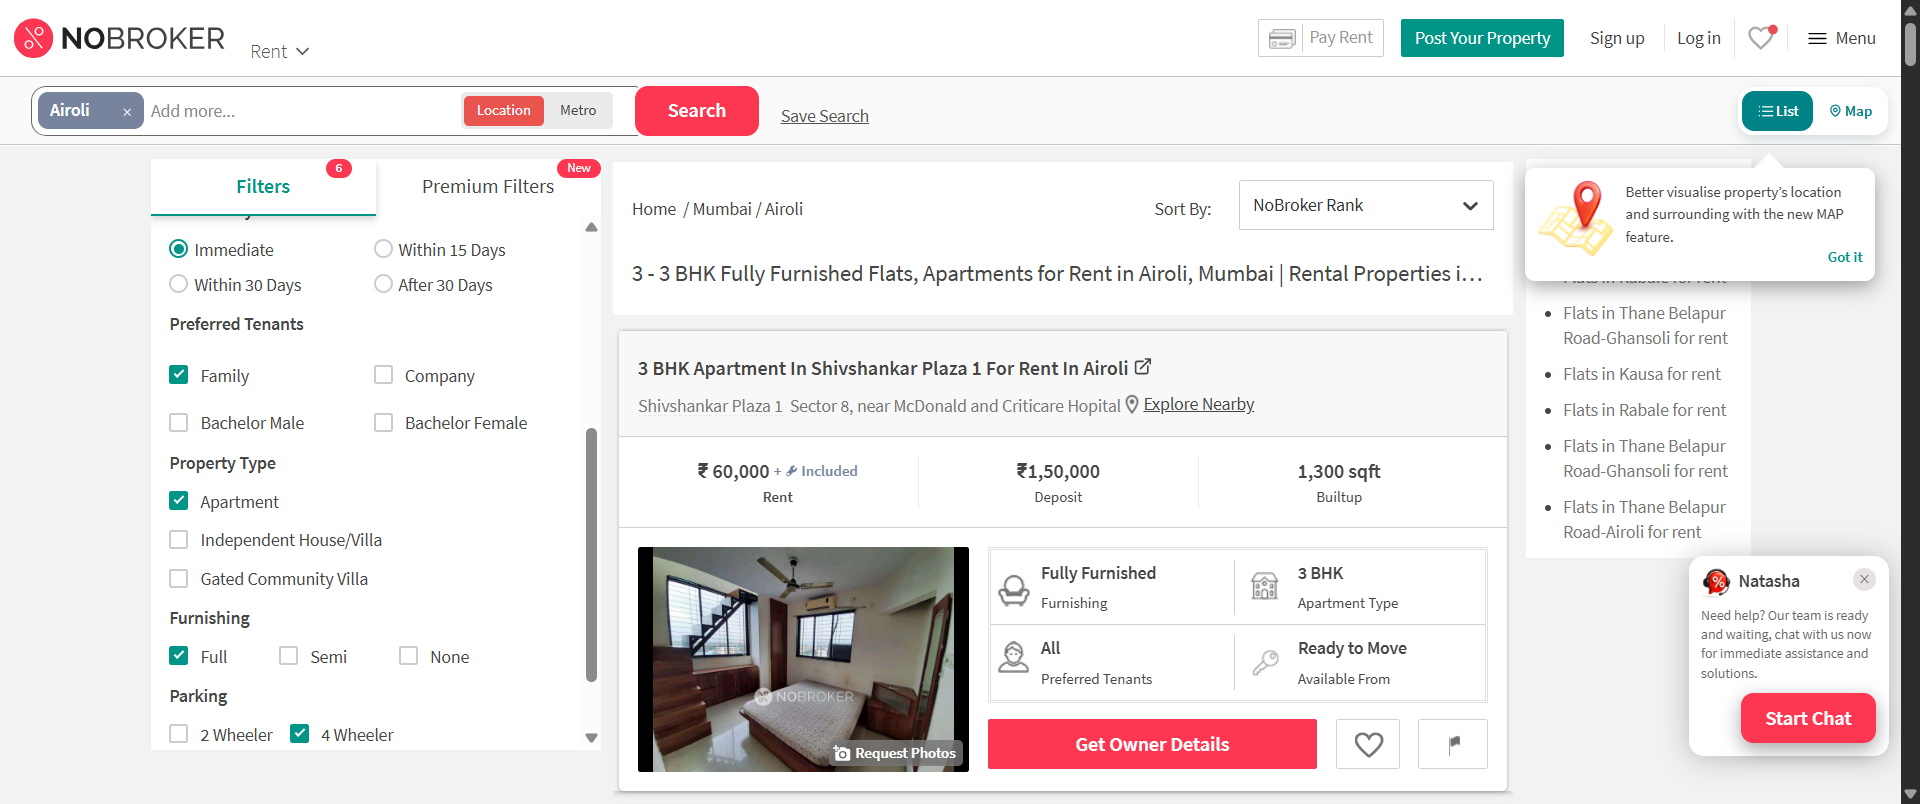 NOBROKER
Rent
Pay Rent
Post Your Property
Sign up
Log in
Menu
Airoli ×
Add more...
Location
Metro
Search
Save Search
List
Map
Filters
6
Premium Filters
New
Immediate
Within 15 Days
Within 30 Days
After 30 Days
Preferred Tenants
Family
Company
Bachelor Male
Bachelor Female
Property Type
Apartment
Independent House/Villa
Gated Community Villa
Furnishing
Full
Semi
None
Parking
2 Wheeler
4 Wheeler
Home / Mumbai / Airoli
Sort By:
NoBroker Rank
3 - 3 BHK Fully Furnished Flats, Apartments for Rent in Airoli, Mumbai | Rental Properties i...
3 BHK Apartment In Shivshankar Plaza 1 For Rent In Airoli
Shivshankar Plaza 1 Sector 8, near McDonald and Criticare Hopital
Explore Nearby
₹ 60,000 + Included
Rent
₹1,50,000
Deposit
1,300 sqft
Builtup
NOBROKER
Request Photos
Fully Furnished
Furnishing
3 BHK
Apartment Type
All
Preferred Tenants
Ready to Move
Available From
Get Owner Details
Better visualise property's location
and surrounding with the new MAP
feature.
Got it
Flats in Rabale for rent
Flats in Thane Belapur
Road-Ghansoli for rent
Flats in Kausa for rent
Flats in Rabale for rent
Flats in Thane Belapur
Road-Ghansoli for rent
Flats in Thane Belapur
Road-Airoli for rent
Natasha
Need help? Our team is ready
and waiting, chat with us now
for immediate assistance and
solutions.
Start Chat